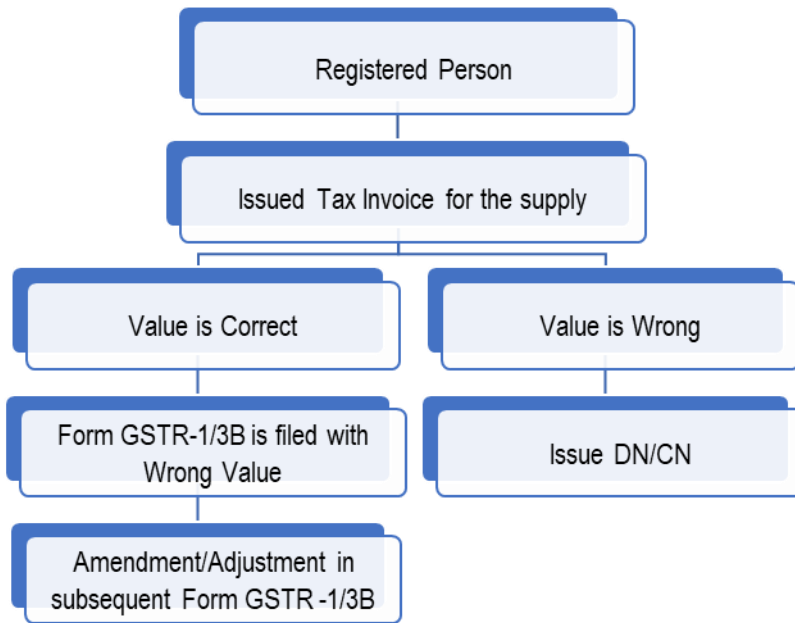 Registered Person
Issued Tax Invoice for the supply
Value is Correct
Value is Wrong
Form GSTR-1/3B is filed with
Wrong Value
Issue DN/CN
Amendment/Adjustment in
subsequent Form GSTR -1/3B